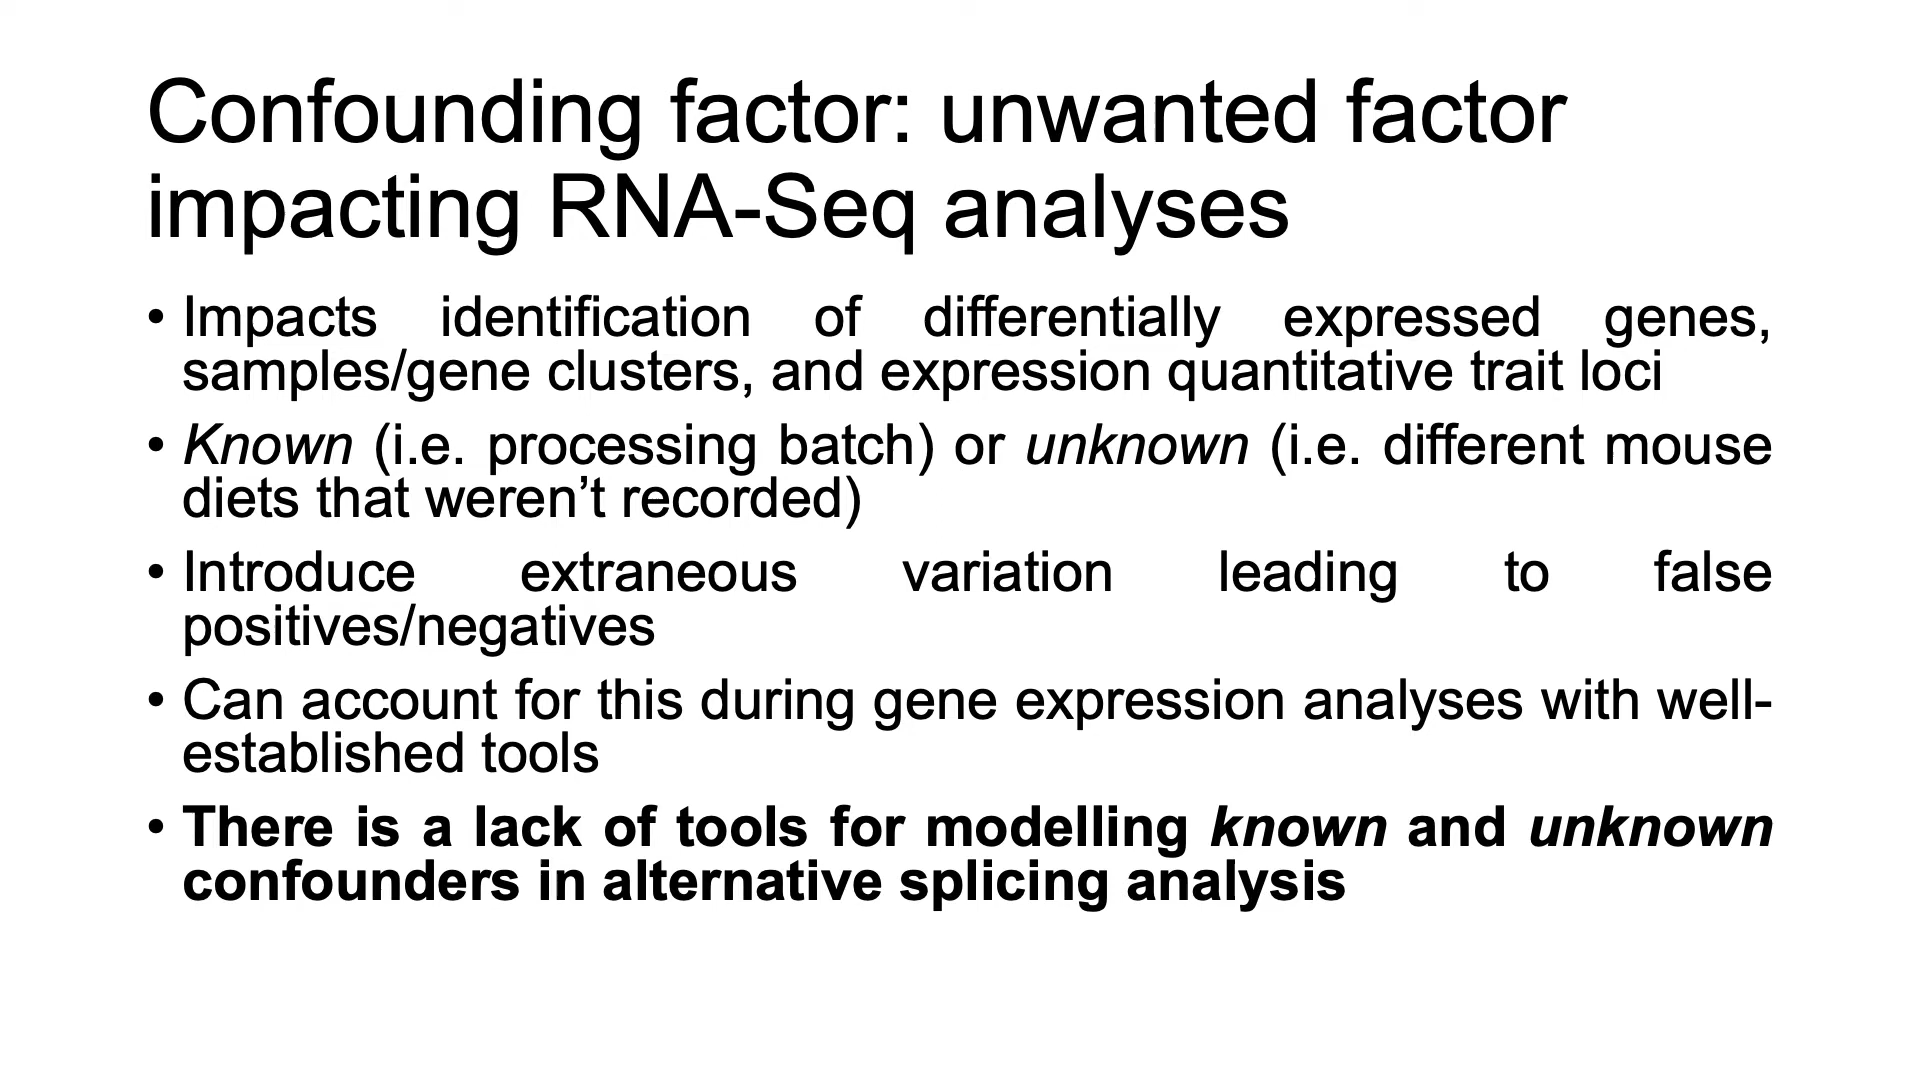 Confounding factor: unwanted factor
impacting RNA-Seq analyses
• Impacts identification of differentially expressed genes,
samples/gene clusters, and expression quantitative trait loci
• Known (i.e. processing batch) or unknown (i.e. different mouse
diets that weren’t recorded)
• Introduce extraneous variation leading to false
positives/negatives
• Can account for this during gene expression analyses with well-
established tools
• There is a lack of tools for modelling known and unknown
confounders in alternative splicing analysis